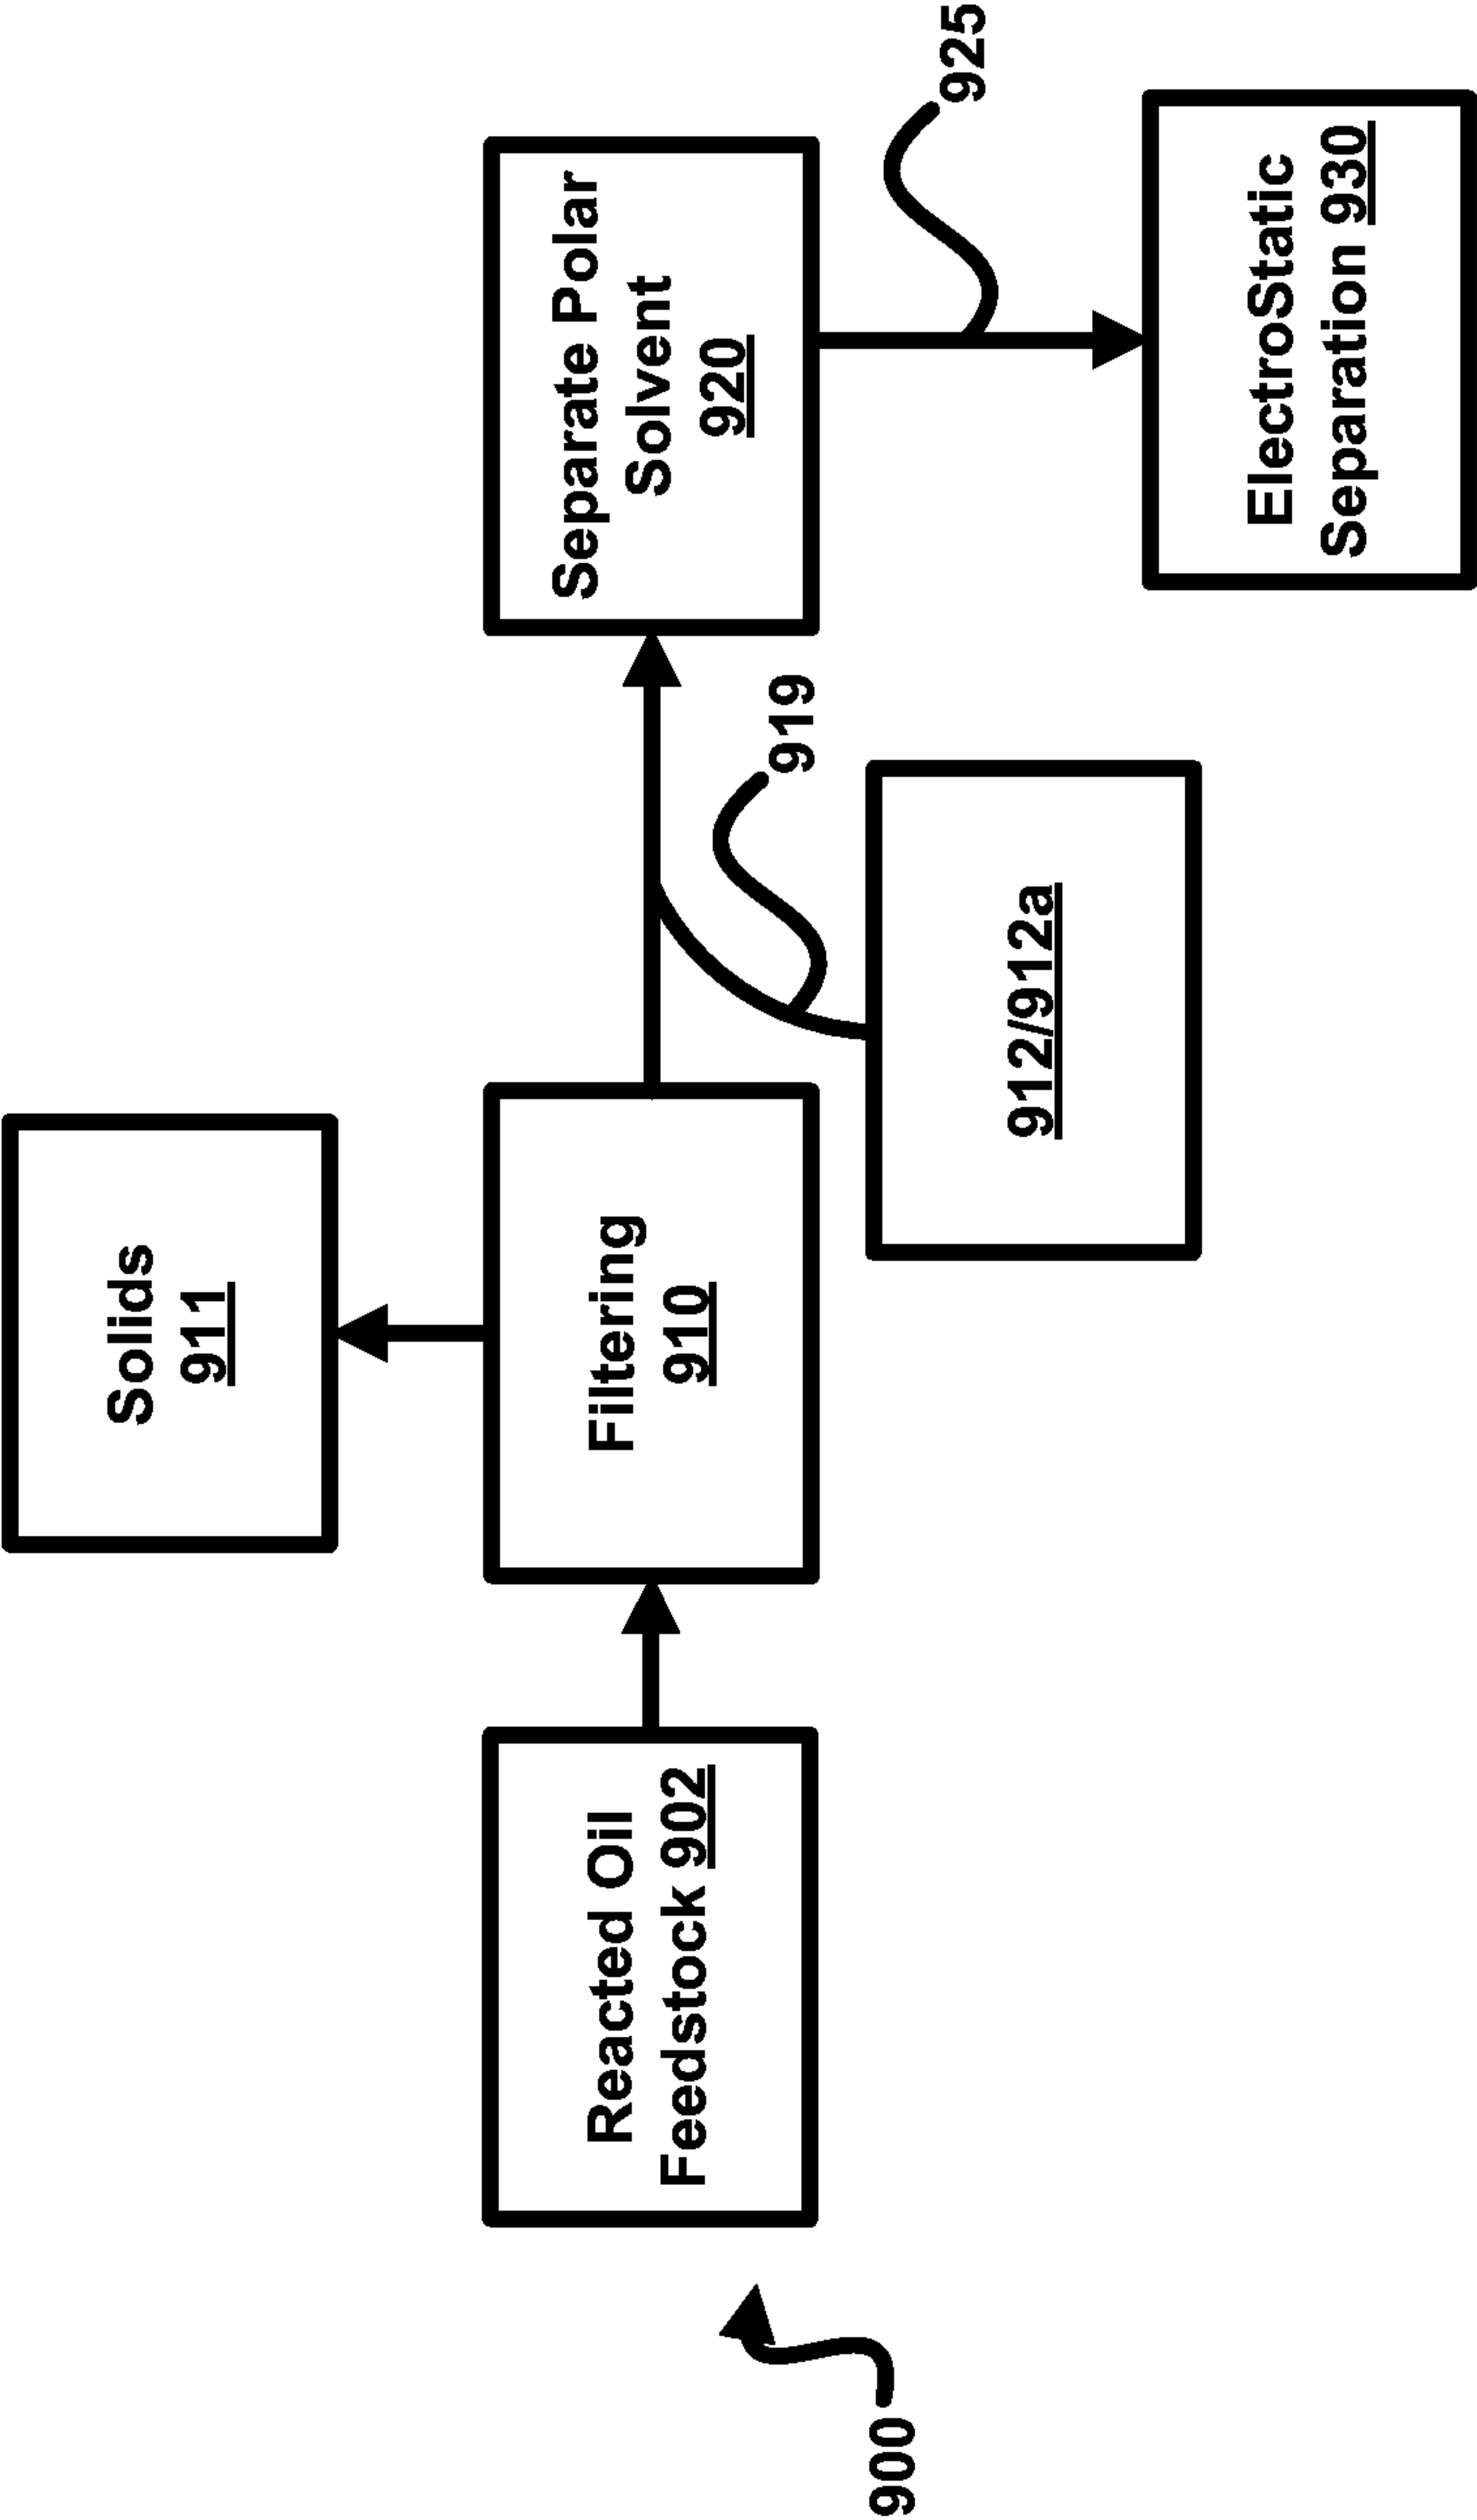 Solids
911
Reacted Oil
Feedstock 902
Filtering
910
Separate Polar
Solvent
920
919
925
912/912a
ElectroStatic
Separation 930
900